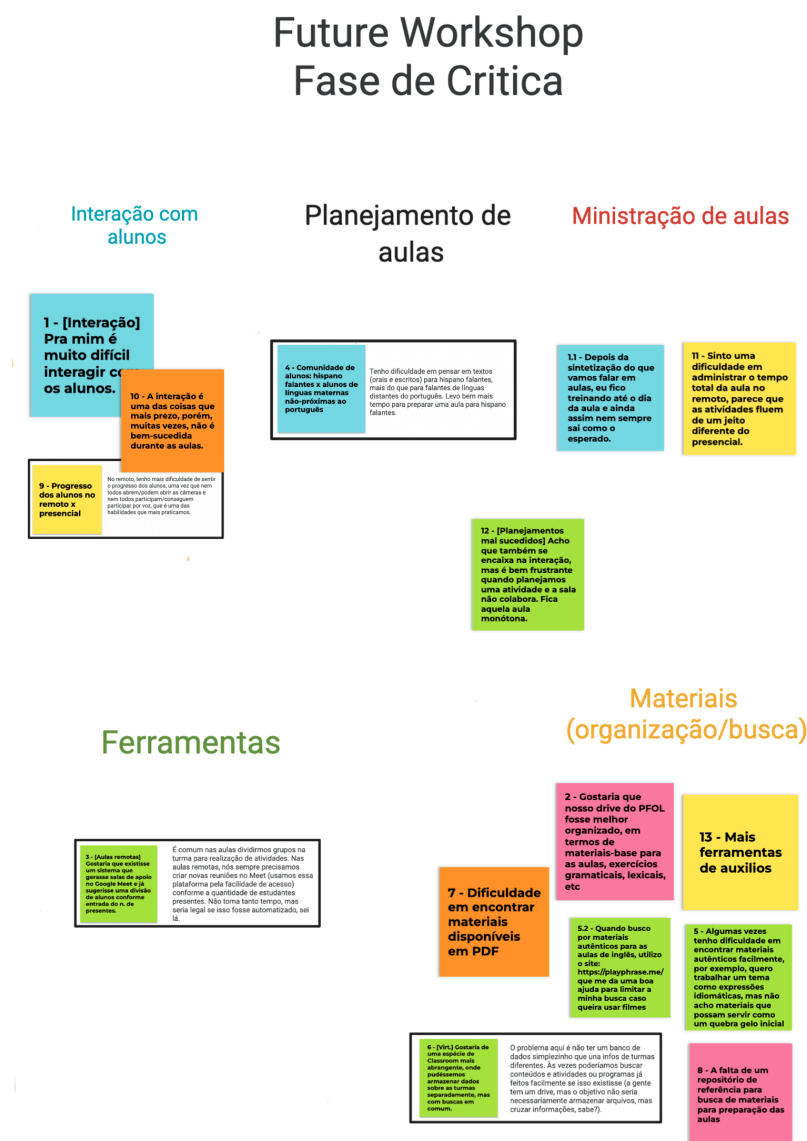 Future Workshop
Fase de Critica
Interação com
alunos
Planejamento de
aulas
Ministração de aulas
1 - [Interação]
Pra mim é
muito difícil
interagir com
os alunos.
10 - A interação é
uma das coisas que
mais prezo, porém,
muitas vezes, não é
bem-sucedida
durante as aulas.
9 - Progresso
dos alunos no
remoto x
presencial
No remoto, tenho mais dificuldade de sentir
o progresso dos alunos, uma vez que nem
todos abrem/podem abrir as câmeras e
nem todos participam/conseguem
participar por voz, que é uma das
habilidades que mais praticamos.
4 - Comunidade de
alunos: hispano
falantes x alunos de
línguas maternas
não-próximas ao
português
Tenho dificuldade em pensar em textos
(orais e escritos) para hispano falantes,
mais do que para falantes de línguas
distantes do português. Levo bem mais
tempo para preparar uma aula para hispano
falantes.
1.1 - Depois da
sintetização do que
vamos falar em
aulas, eu fico
treinando até o dia
da aula e ainda
assim nem sempre
sai como o
esperado.
11 - Sinto uma
dificuldade em
administrar o tempo
total da aula no
remoto, parece que
as atividades fluem
de um jeito
diferente do
presencial.
12 - [Planejamentos
mal sucedidos] Acho
que também se
encaixa na interação,
mas é bem frustrante
quando planejamos
uma atividade e a sala
não colabora. Fica
aquela aula
monótona.
Ferramentas
Materiais
(organização/busca)
3 - [Aulas remotas]
Gostaria que existisse
um sistema que
gerasse salas de apoio
no Google Meet e já
sugerisse uma divisão
de alunos conforme
entrada do n. de
presentes.
É comum nas aulas dividirmos grupos na
turma para realização de atividades. Nas
aulas remotas, nós sempre precisamos
criar novas reuniões no Meet (usamos essa
plataforma pela facilidade de acesso)
conforme a quantidade de estudantes
presentes. Não toma tanto tempo, mas
seria legal se isso fosse automatizado, sei
lá.
2 - Gostaria que
nosso drive do PFOL
fosse melhor
organizado, em
termos de
materiais-base para
as aulas, exercícios
gramaticais, lexicais,
etc
13 - Mais
ferramentas
de auxilios
7 - Dificuldade
em encontrar
materiais
disponíveis
em PDF
5.2 - Quando busco
por materiais
autênticos para as
aulas de inglês, utilizo
o site:
https://playphrase.me/
que me da uma boa
ajuda para limitar a
minha busca caso
queira usar filmes
5 - Algumas vezes
tenho dificuldade em
encontrar materiais
autênticos facilmente,
por exemplo, quero
trabalhar um tema
como expressões
idiomáticas, mas não
acho materiais que
possam servir como
um quebra gelo inicial
6 - [Virt.] Gostaria de
uma espécie de
Classroom mais
abrangente, onde
pudéssemos
armazenar dados
sobre as turmas
separadamente, mas
com buscas em
comum.
O problema aqui é não ter um banco de
dados simplezinho que una infos de turmas
diferentes. Às vezes poderíamos buscar
conteúdos e atividades ou programas já
feitos facilmente se isso existisse (a gente
tem um drive, mas o objetivo não seria
necessariamente armazenar arquivos, mas
cruzar informações, sabe?).
8 - A falta de um
repositório de
referência para
busca de materiais
para preparação das
aulas